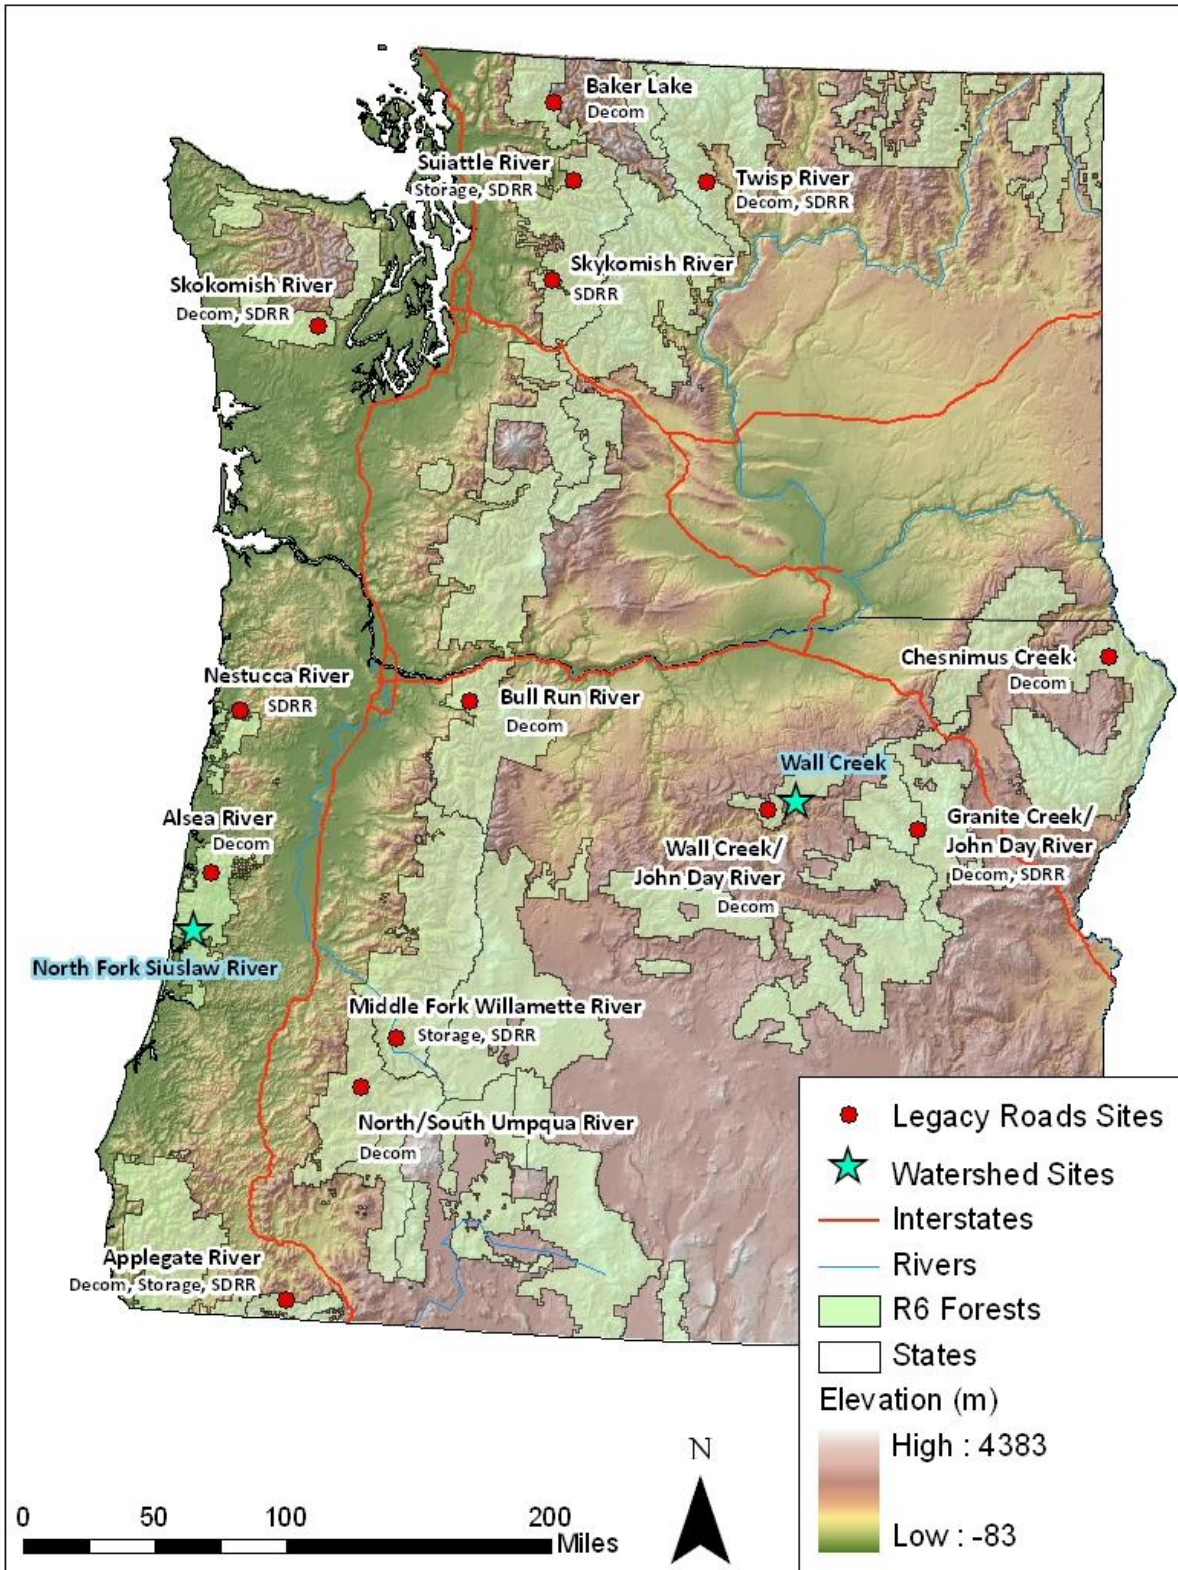 Baker Lake
Decom
Suiattle River
Storage, SDRR
Twisp River
Decom, SDRR
Skykomish River
SDRR
Skokomish River
Decom, SDRR
Chesnimus Creek
Decom
Nestucca River
SDRR
Bull Run River
Decom
Wall Creek
Alsea River
Decom
Granite Creek/
John Day River
Decom, SDRR
Wall Creek/
John Day River
Decom
North Fork Siuslaw River
Middle Fork Willamette River
Storage, SDRR
North/South Umpqua River
Decom
Applegate River
Decom, Storage, SDRR
Legacy Roads Sites
Watershed Sites
Interstates
Rivers
R6 Forests
States
Elevation (m)
High : 4383
Low : -83
N
0 50 100 200
Miles